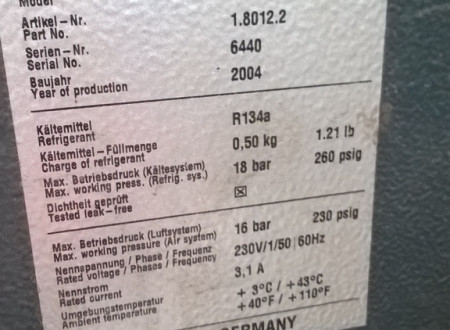 Model
Artikel-Nr. 1.8012.2
Part No.
Serien-Nr. 6440
Serial No.
Baujahr 2004
Year of production
Kältemittel R134a
Refrigerant
Kältemittel-Füllmenge 0,50 kg 1.21 lb
Charge of refrigerant
Max. Betriebsdruck (Kältesystem) 18 bar 260 psig
Max. working press. (Refrig. sys.)
Dichtheit geprüft ☒
Tested leak-free
Max. Betriebsdruck (Luftsystem) 16 bar 230 psig
Max. working pressure (Air system)
Nennspannung / Phase / Frequenz 230V/1/50 60Hz
Rated voltage / Phases / Frequency
Nennstrom 3,1 A
Rated current
Umgebungstemperatur + 3°C / +43°C
Ambient temperature +40°F / +110°F
GERMANY